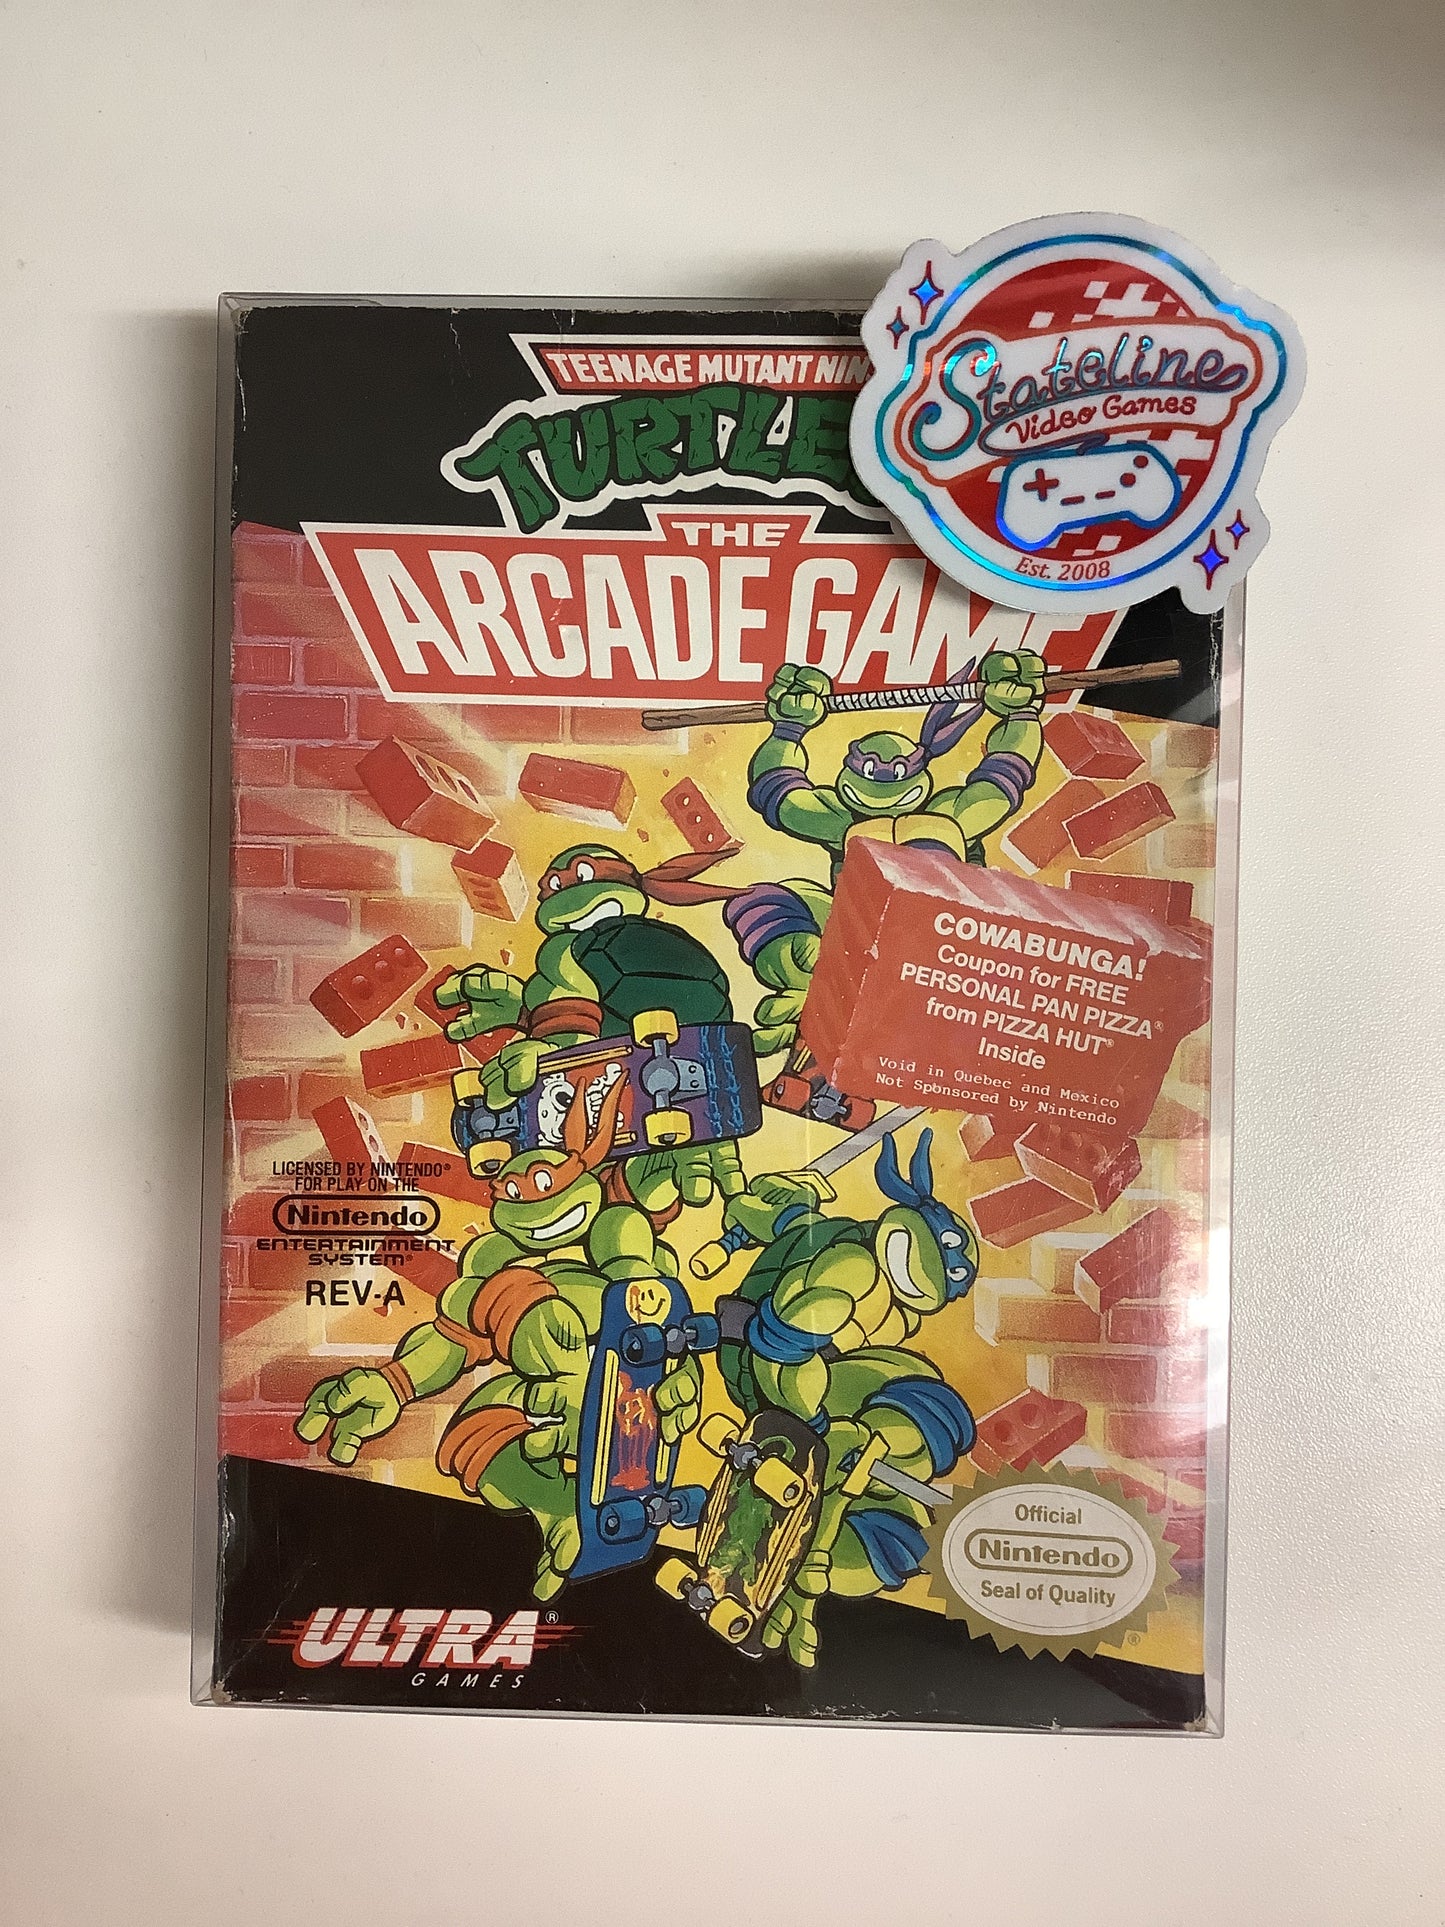 TEENAGE MUTANT NIN
TURTLE
THE
ARCADE GAME
Stateline
Video Games
Est. 2008
COWABUNGA!
Coupon for FREE
PERSONAL PAN PIZZA®
from PIZZA HUT®
Inside
Void in Quebec and Mexico
Not Sponsored by Nintendo
LICENSED BY NINTENDO®
FOR PLAY ON THE
Nintendo
ENTERTAINMENT
SYSTEM®
REV-A
Official
Nintendo
Seal of Quality
®
ULTRA®
GAMES